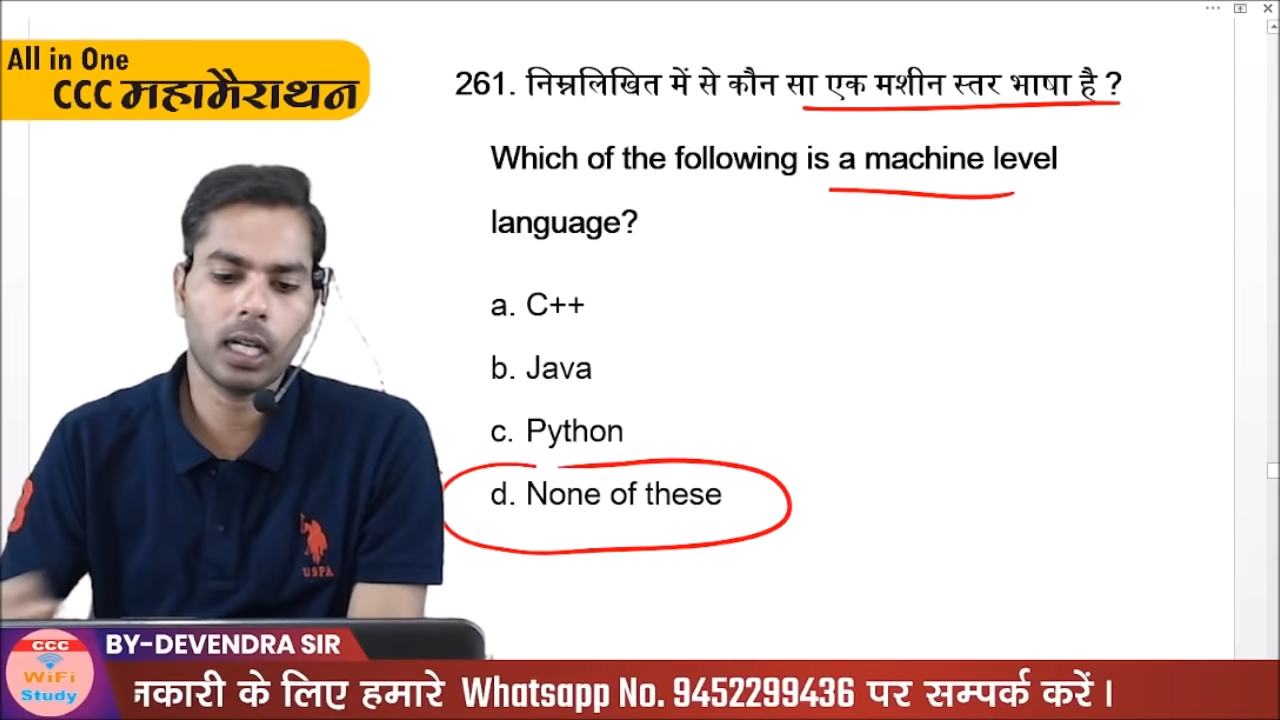 All in One
CCC महामैराथन
261. निम्नलिखित में से कौन सा एक मशीन स्तर भाषा है ?
Which of the following is a machine level
language?
a. C++
b. Java
c. Python
d. None of these
USPA
CCC
WiFi
Study
BY-DEVENDRA SIR
नकारी के लिए हमारे Whatsapp No. 9452299436 पर सम्पर्क करें।